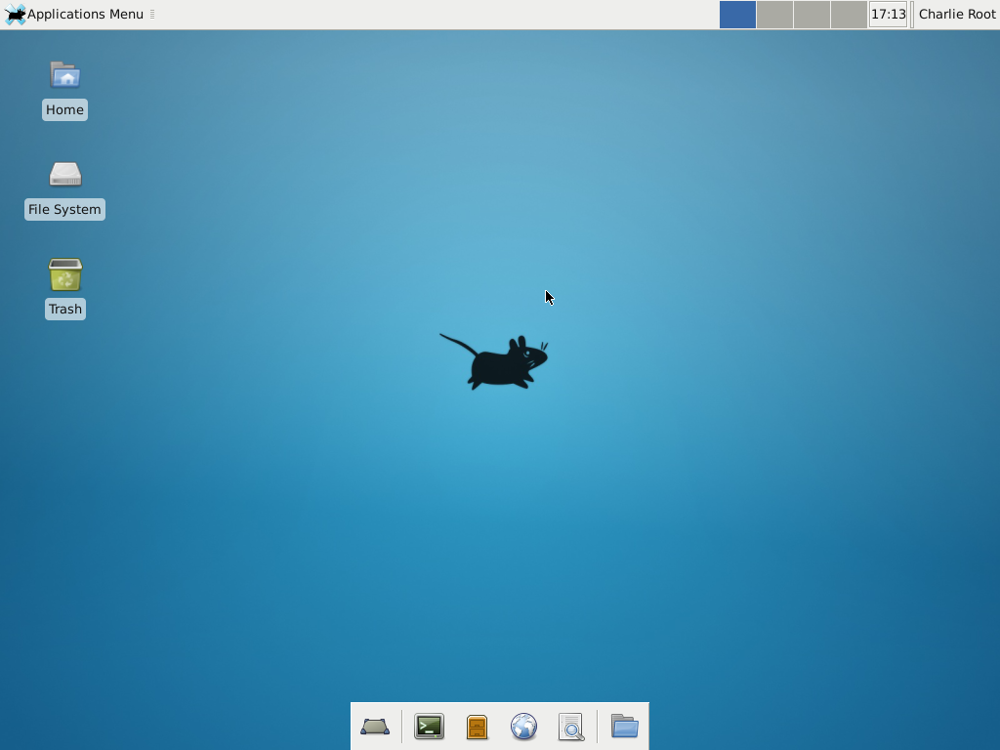 Applications Menu
17:13
Charlie Root
Home
File System
Trash